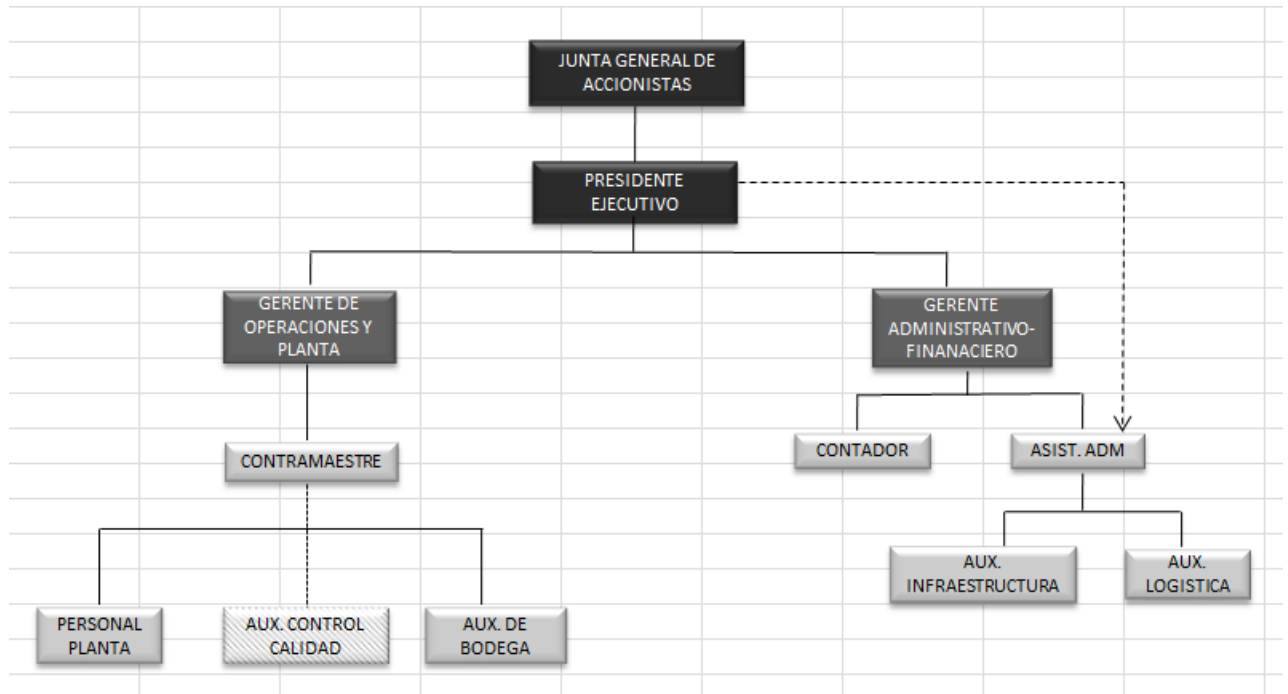 JUNTA GENERAL DE
ACCIONISTAS
PRESIDENTE
EJECUTIVO
GERENTE DE
OPERACIONES Y
PLANTA
GERENTE
ADMINISTRATIVO-
FINANACIERO
CONTRAMAESTRE
CONTADOR
ASIST. ADM
AUX.
INFRAESTRUCTURA
AUX.
LOGISTICA
PERSONAL
PLANTA
AUX. CONTROL
CALIDAD
AUX. DE
BODEGA